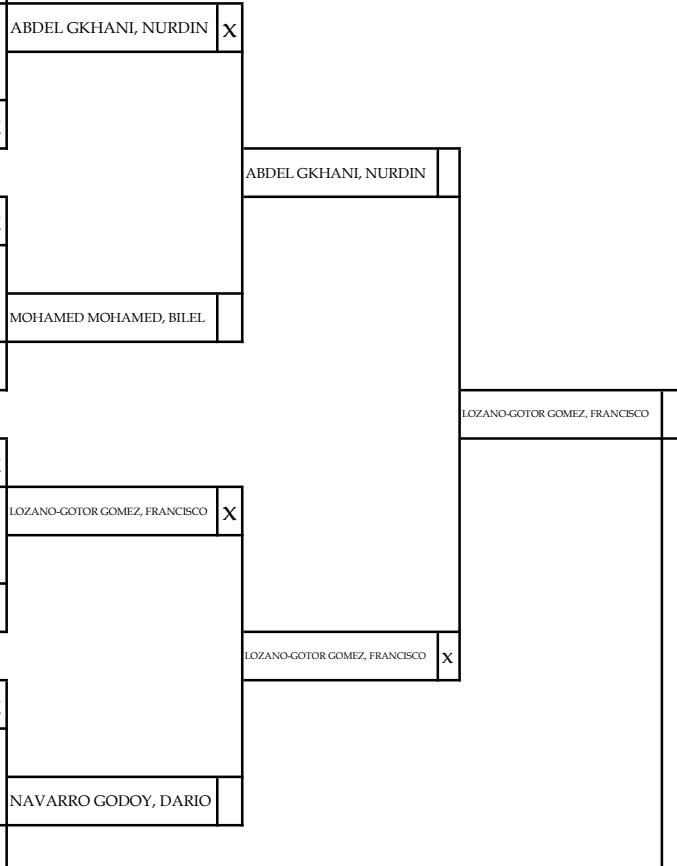 ABDEL GKHANI, NURDIN X
ABDEL GKHANI, NURDIN
MOHAMED MOHAMED, BILEL
LOZANO-GOTOR GOMEZ, FRANCISCO
LOZANO-GOTOR GOMEZ, FRANCISCO X
LOZANO-GOTOR GOMEZ, FRANCISCO X
NAVARRO GODOY, DARIO